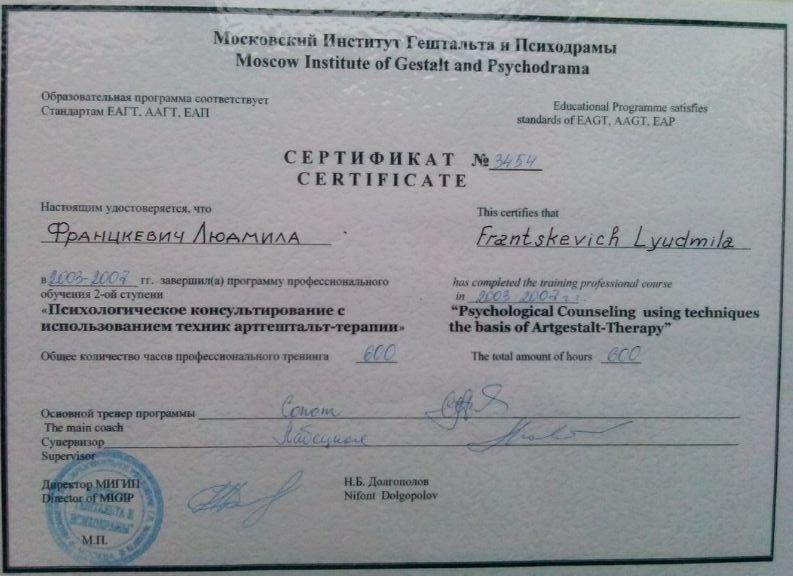 Московский Институт Гештальта и Психодрамы
Moscow Institute of Gestalt and Psychodrama
Образовательная программа соответствует
Стандартам ЕАГТ, ААГТ, ЕАП
Educational Programme satisfies
standards of EAGT, AAGT, EAP
СЕРТИФИКАТ № 3454
CERTIFICATE
Настоящим удостоверяется, что
Францкевич Людмила
This certifies that
Frantskevich Lyudmila
в 2003-2007 гг. завершил(а) программу профессионального
обучения 2-ой ступени
«Психологическое консультирование с
использованием техник артгештальт-терапии»
has completed the training professional course
in 2003 2007 г.г.
“Psychological Counseling using techniques
the basis of Artgestalt-Therapy”
Общее количество часов профессионального тренинга 600
The total amount of hours 600
Основной тренер программы
The main coach
Супервизор
Supervisor
Директор МИГИП
Director of MIGIP
Н.Б. Долгополов
Nifont Dolgopolov
ГЕШТАЛЬТА И
ПСИХОДРАМЫ
М.П.